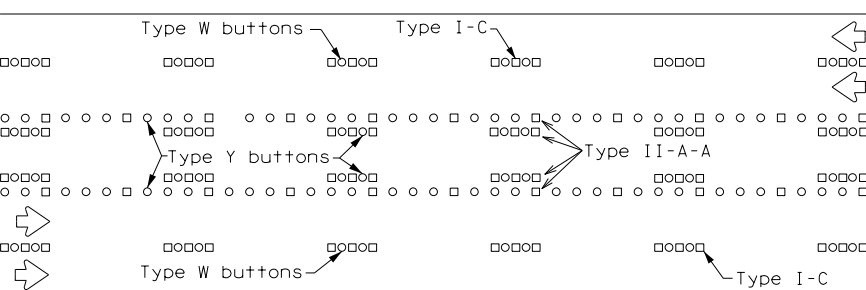 Type W buttons
Type I-C
Type Y buttons
Type II-A-A
Type W buttons
Type I-C